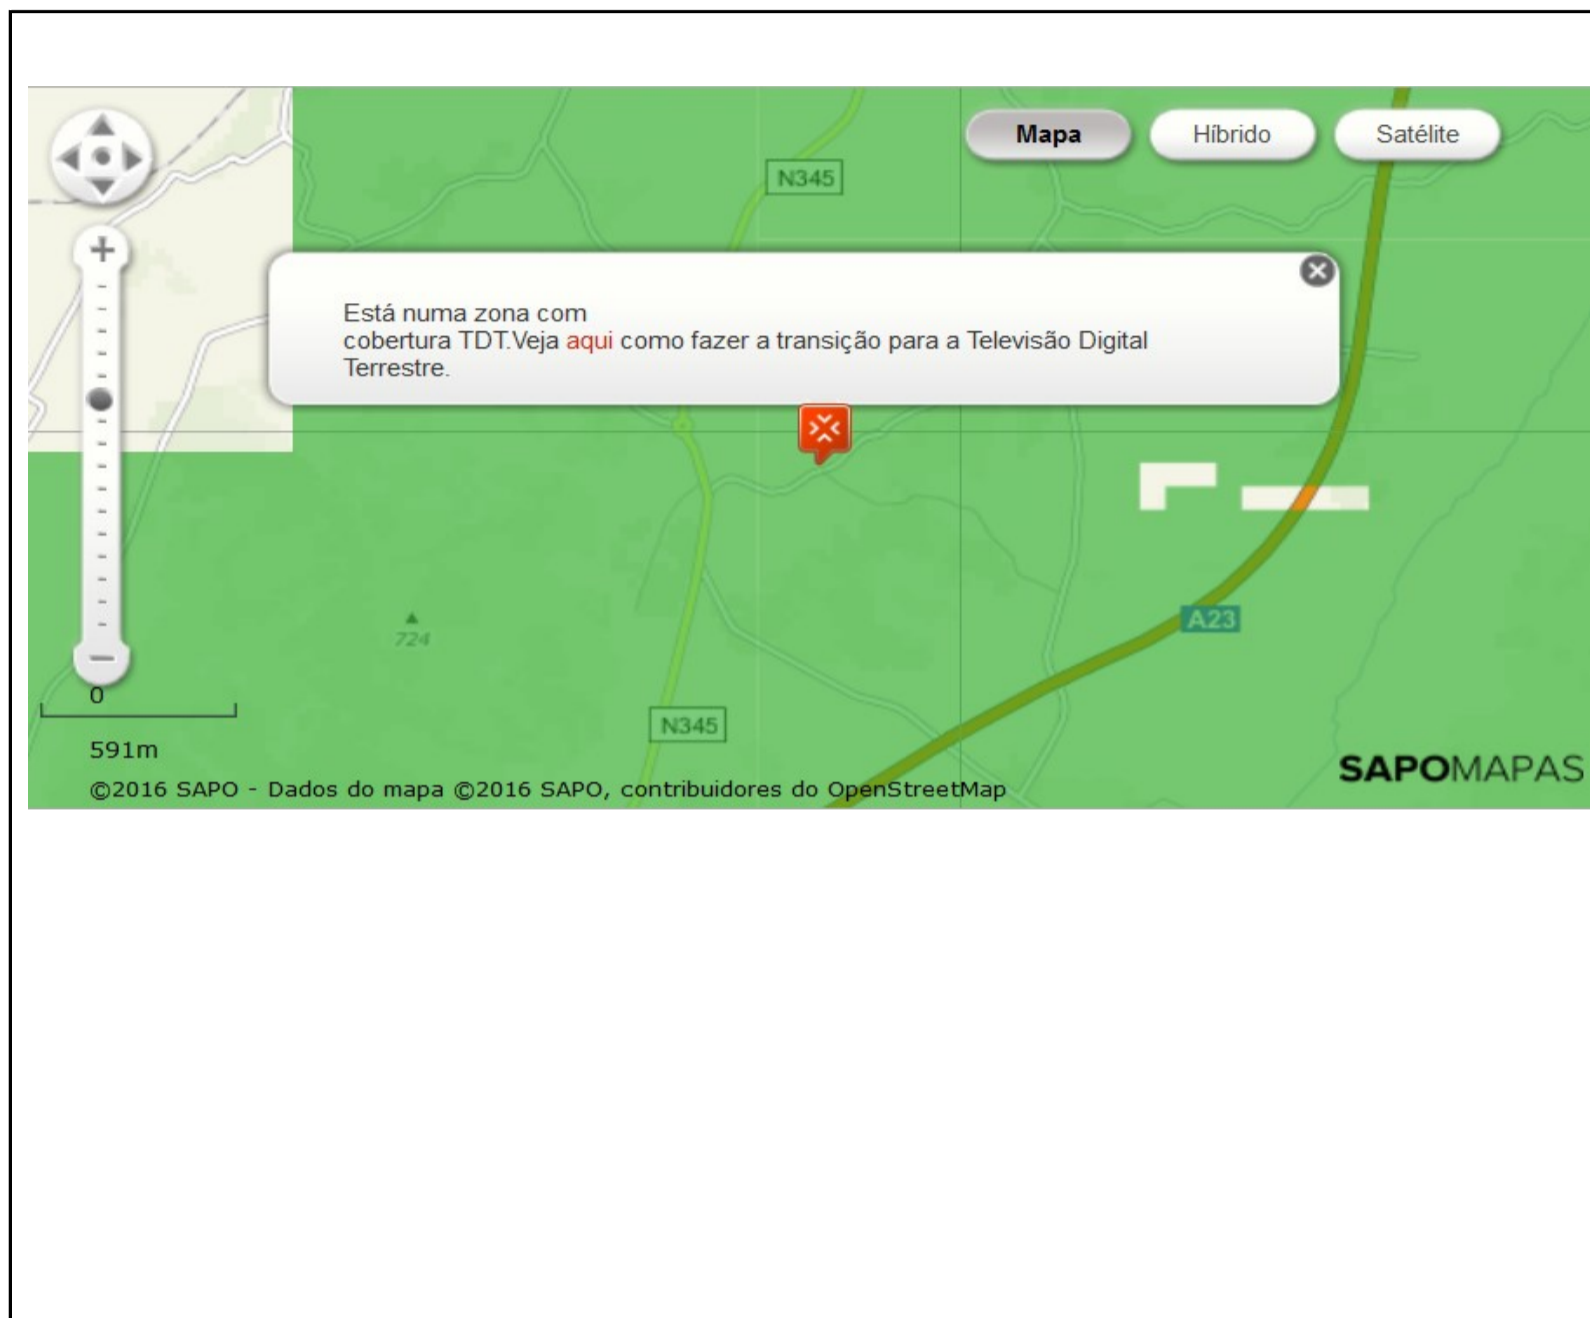 Mapa
Híbrido
Satélite
N345
Está numa zona com
cobertura TDT.Veja aqui como fazer a transição para a Televisão Digital
Terrestre.
A23
724
N345
0
591m
©2016 SAPO - Dados do mapa ©2016 SAPO, contribuidores do OpenStreetMap
SAPOMAPAS